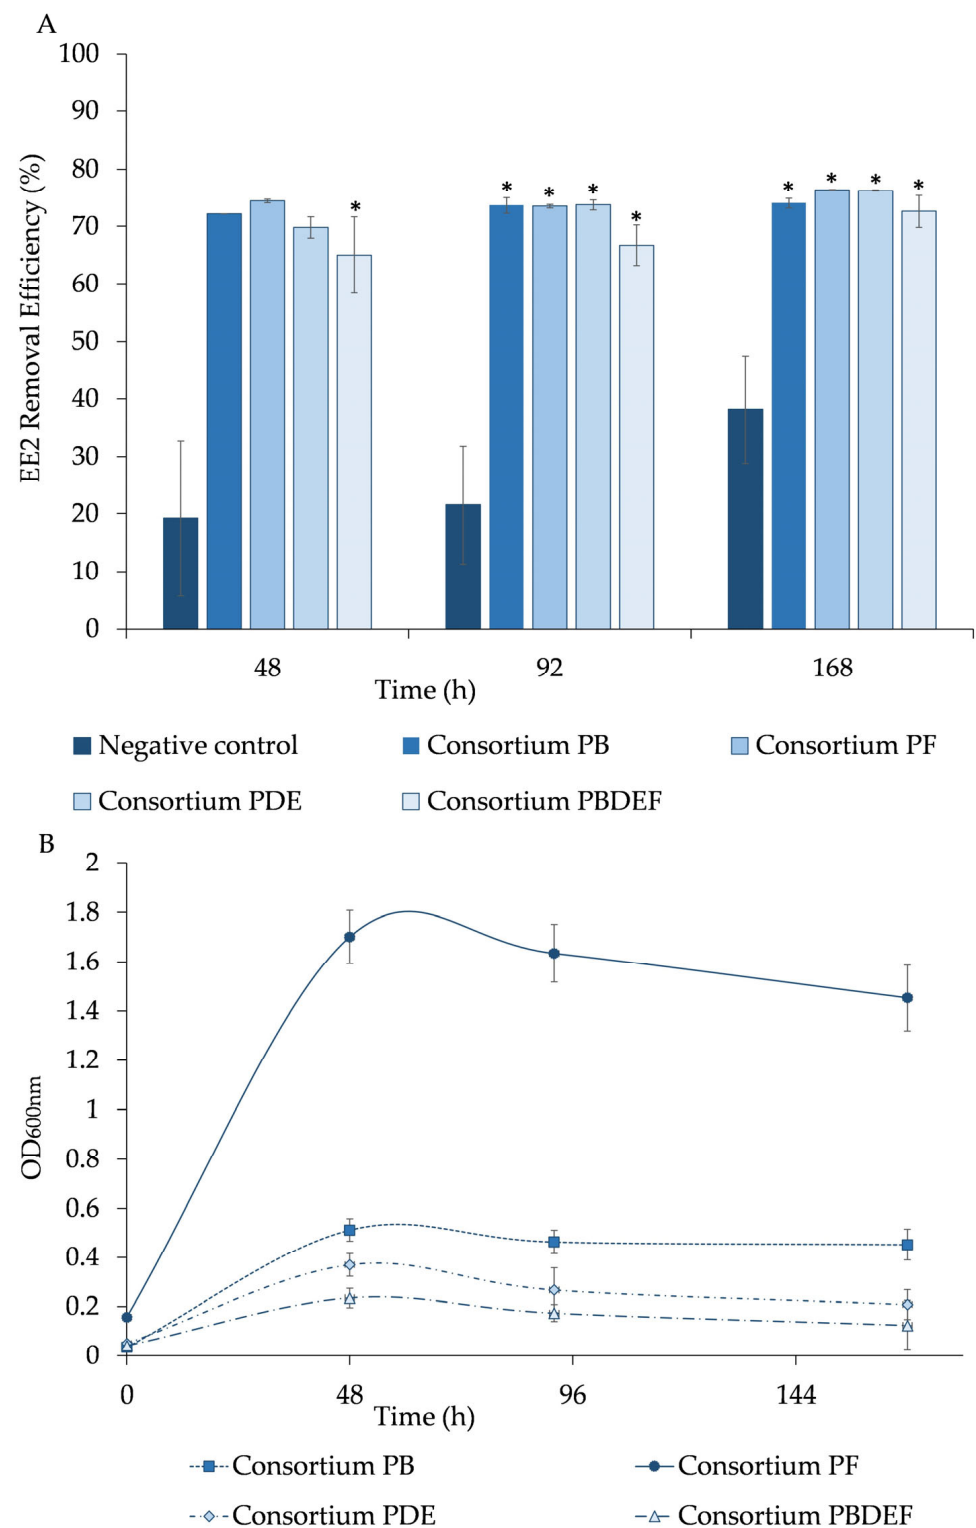 A
100
90
80
70
60
50
40
30
20
10
0
EE2 Removal Efficiency (%)
* * * * * * * * *
48 92 168
Time (h)
Negative control Consortium PB Consortium PF
Consortium PDE Consortium PBDEF
B
2
1.8
1.6
1.4
1.2
1
0.8
0.6
0.4
0.2
0
OD600nm
0 48 96 144
Time (h)
Consortium PB Consortium PF
Consortium PDE Consortium PBDEF